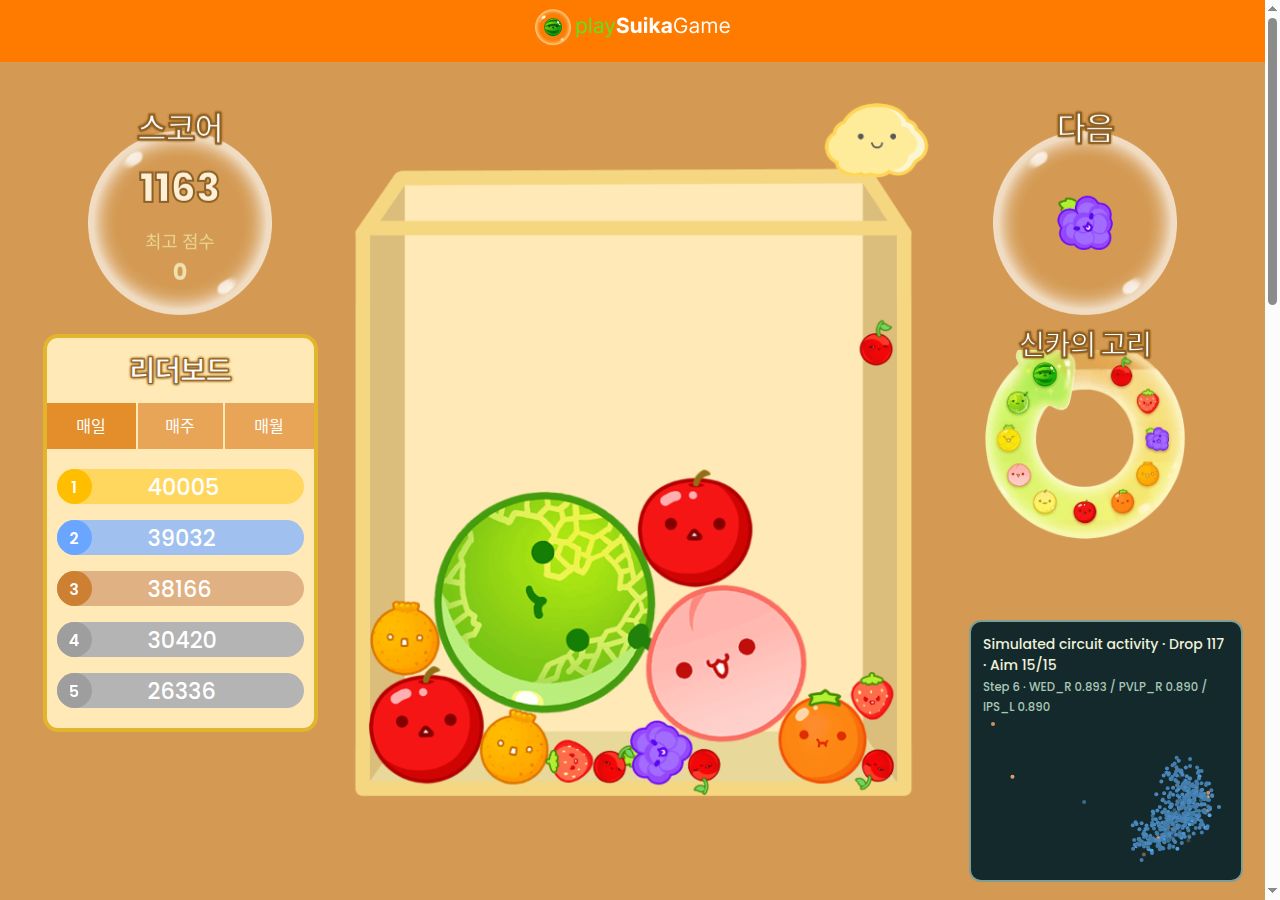 playSuikaGame
스코어
1163
최고 점수
0
리더보드
매일
매주
매월
1 40005
2 39032
3 38166
4 30420
5 26336
다음
신카의 고리
Simulated circuit activity · Drop 117
· Aim 15/15
Step 6 · WED_R 0.893 / PVLP_R 0.890 /
IPS_L 0.890